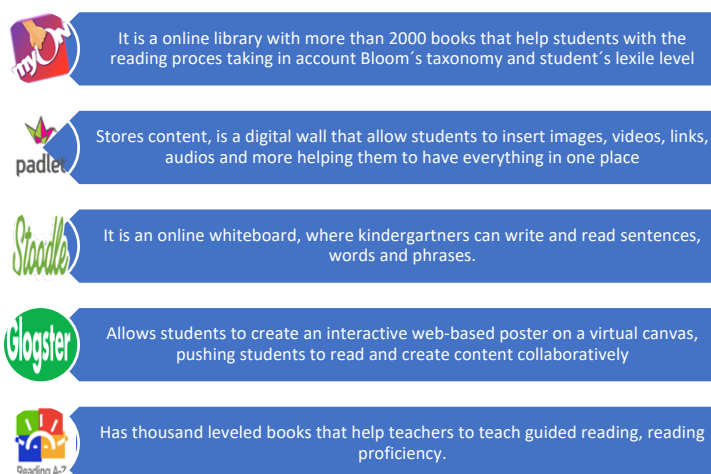 myON
It is a online library with more than 2000 books that help students with the
reading proces taking in account Bloom´s taxonomy and student´s lexile level
padlet
Stores content, is a digital wall that allow students to insert images, videos, links,
audios and more helping them to have everything in one place
Stoodle
It is an online whiteboard, where kindergartners can write and read sentences,
words and phrases.
Glogster
Allows students to create an interactive web-based poster on a virtual canvas,
pushing students to read and create content collaboratively
Reading A-Z
Has thousand leveled books that help teachers to teach guided reading, reading
proficiency.